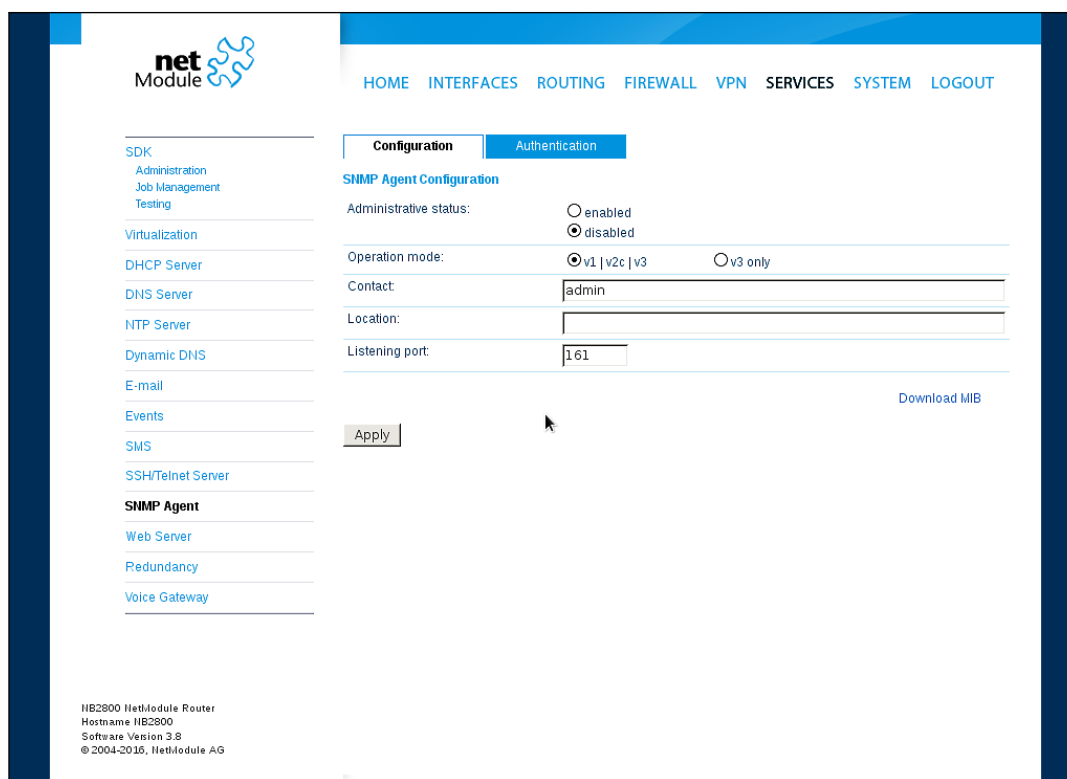 net
Module
HOME INTERFACES ROUTING FIREWALL VPN SERVICES SYSTEM LOGOUT
SDK
Administration
Job Management
Testing
Virtualization
DHCP Server
DNS Server
NTP Server
Dynamic DNS
E-mail
Events
SMS
SSH/Telnet Server
SNMP Agent
Web Server
Redundancy
Voice Gateway
Configuration Authentication
SNMP Agent Configuration
Administrative status: enabled
disabled
Operation mode: v1 | v2c | v3 v3 only
Contact: admin
Location:
Listening port: 161
Download MIB
Apply
NB2800 NetModule Router
Hostname NB2800
Software Version 3.8
© 2004-2016, NetModule AG